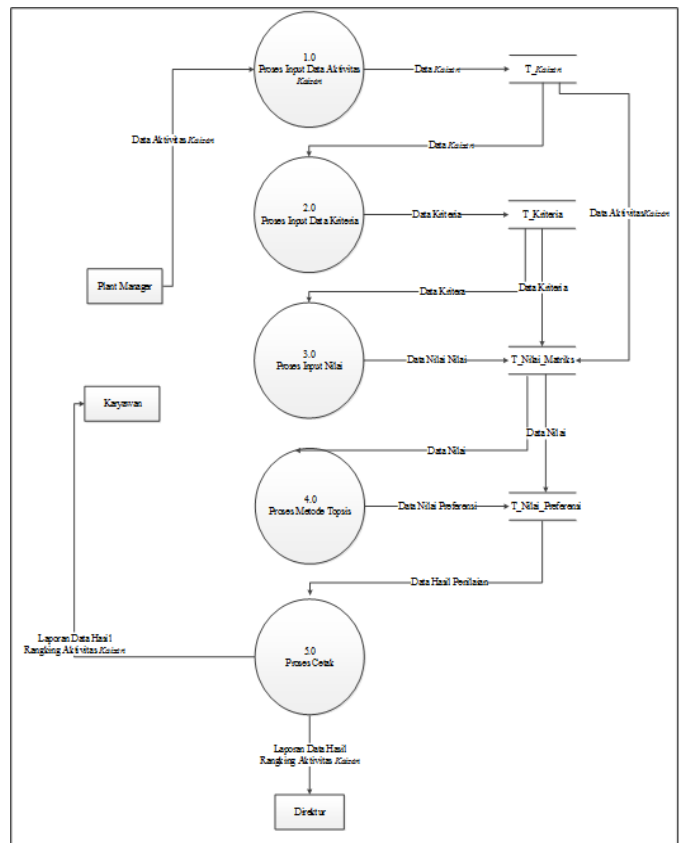 1.0
Proses Input Data Aktivitas
Kaizen
Data Kaizen
T_Kaizen
Data Aktivitas Kaizen
Data Kaizen
2.0
Proses Input Data Kriteria
Data Kriteria
T_Kriteria
Data AktivitasKaizen
Plant Manager
Data Kritera
Data Kriteria
3.0
Proses Input Nilai
Data Nilai Nilai
T_Nilai_Matriks
Karyawan
Data Nilai
Data Nilai
4.0
Proses Metode Topsis
Data Nilai Preferensi
T_Nilai_Preferensi
Data Hasil Penilaian
5.0
Proses Cetak
Laporan Data Hasil
Rangking Aktivitas Kaizen
Laporan Data Hasil
Rangking Aktivitas Kaizen
Direktur